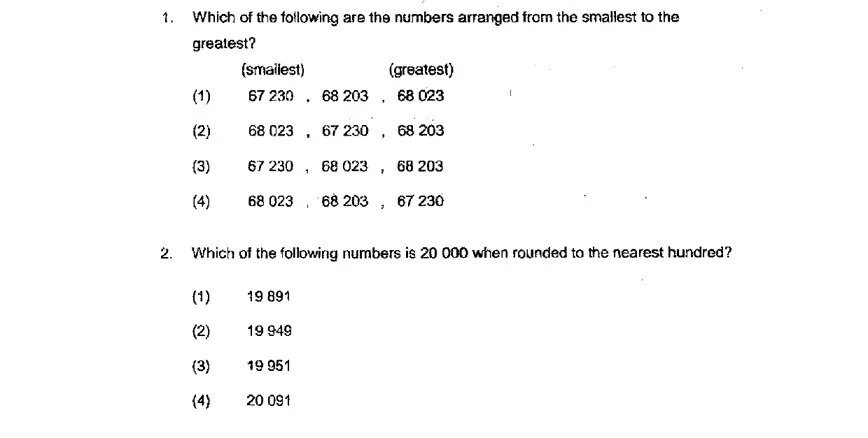 1. Which of the following are the numbers arranged from the smallest to the
greatest?
(smallest) (greatest)
(1) 67 230 , 68 203 , 68 023
(2) 68 023 , 67 230 , 68 203
(3) 67 230 , 68 023 , 68 203
(4) 68 023 , 68 203 , 67 230
2. Which of the following numbers is 20 000 when rounded to the nearest hundred?
(1) 19 891
(2) 19 949
(3) 19 951
(4) 20 091